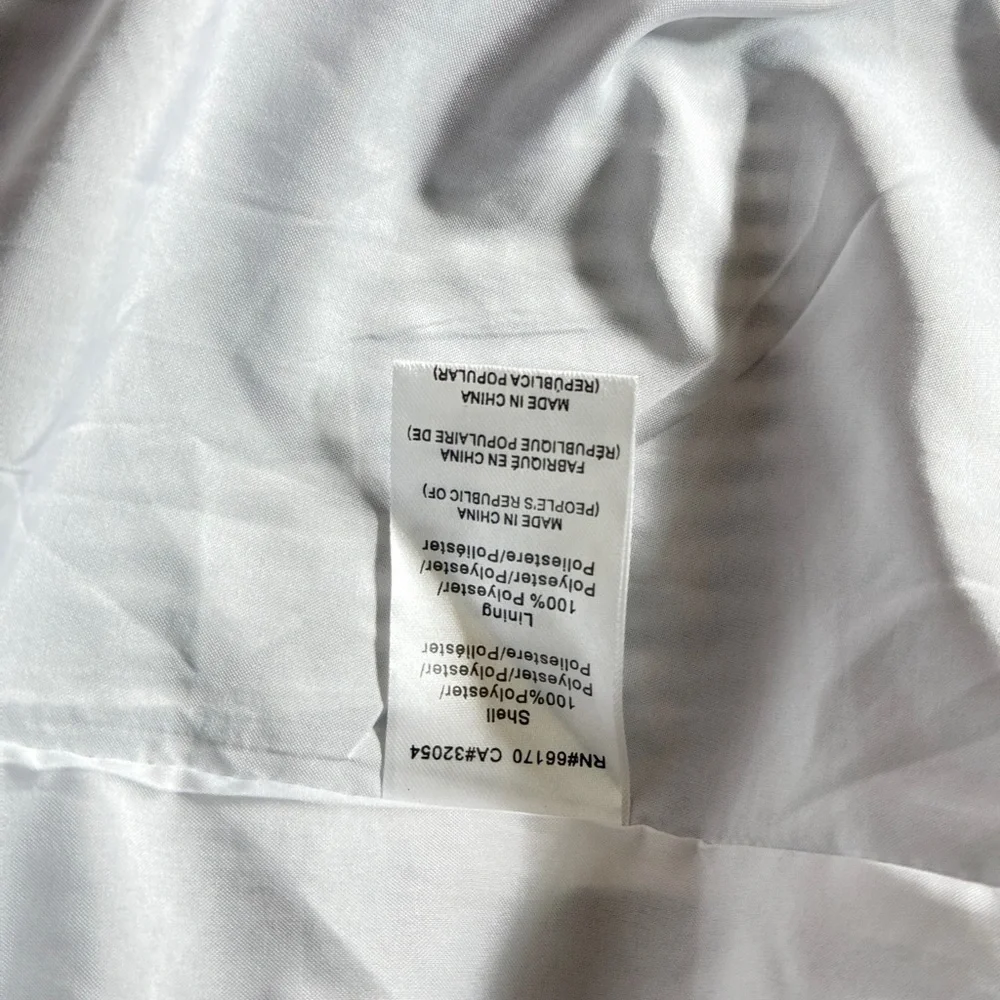 RN#66170 CA#32054
Shell
100%Polyester/
Polyester/Polyester/
Poliestere/Poliéster
Lining
100% Polyester/
Polyester/Polyester/
Poliestere/Poliéster
MADE IN CHINA
(PEOPLE'S REPUBLIC OF)
FABRIQUÉ EN CHINA
(RÉPUBLIQUE POPULAIRE DE)
MADE IN CHINA
(REPÚBLICA POPULAR)